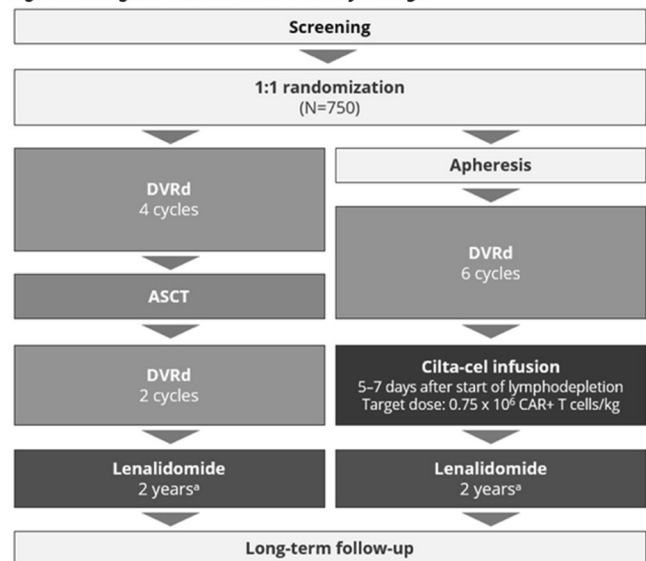 Screening
1:1 randomization
(N=750)
DVRd
4 cycles
ASCT
DVRd
2 cycles
Lenalidomide
2 yearsᵃ
Apheresis
DVRd
6 cycles
Cilta-cel infusion
5–7 days after start of lymphodepletion
Target dose: 0.75 x 10⁶ CAR+ T cells/kg
Lenalidomide
2 yearsᵃ
Long-term follow-up